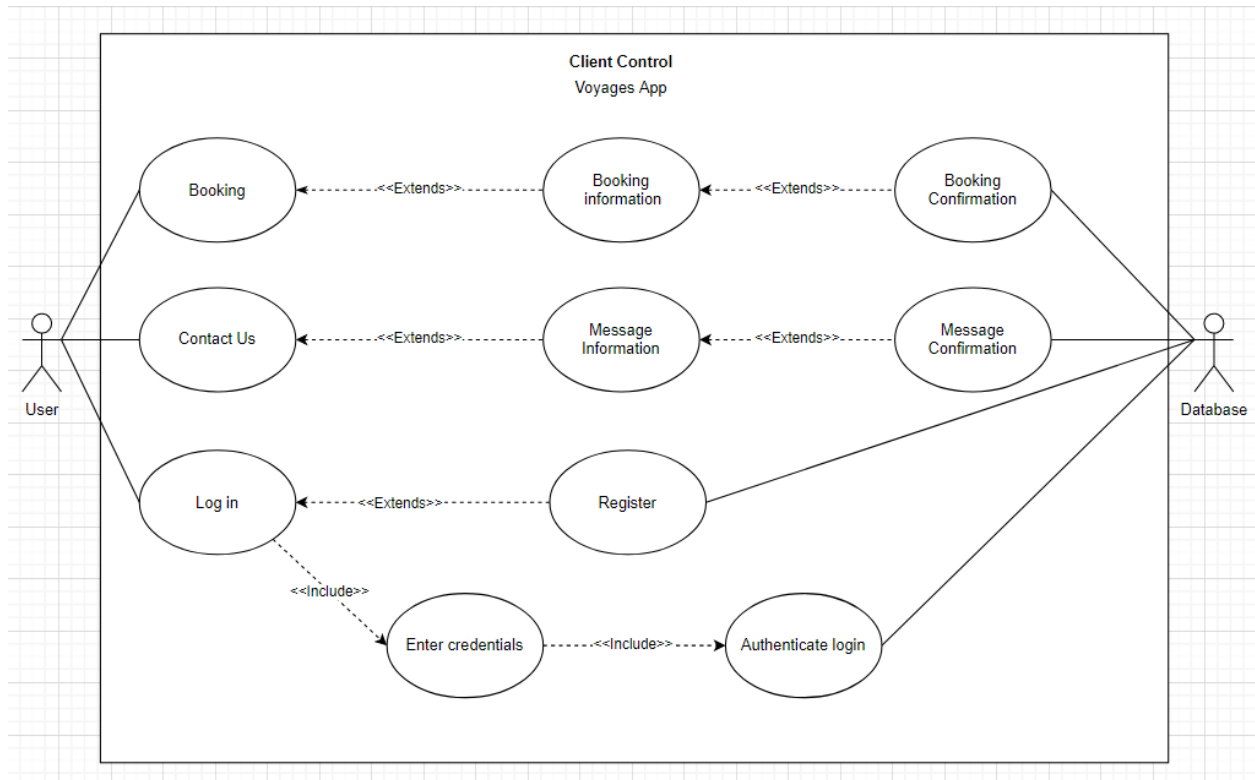 Client Control
Voyages App
Booking
<<Extends>>
Booking
information
<<Extends>>
Booking
Confirmation
Contact Us
<<Extends>>
Message
Information
<<Extends>>
Message
Confirmation
User
Database
Log in
<<Extends>>
Register
<<Include>>
Enter credentials
<<Include>>
Authenticate login